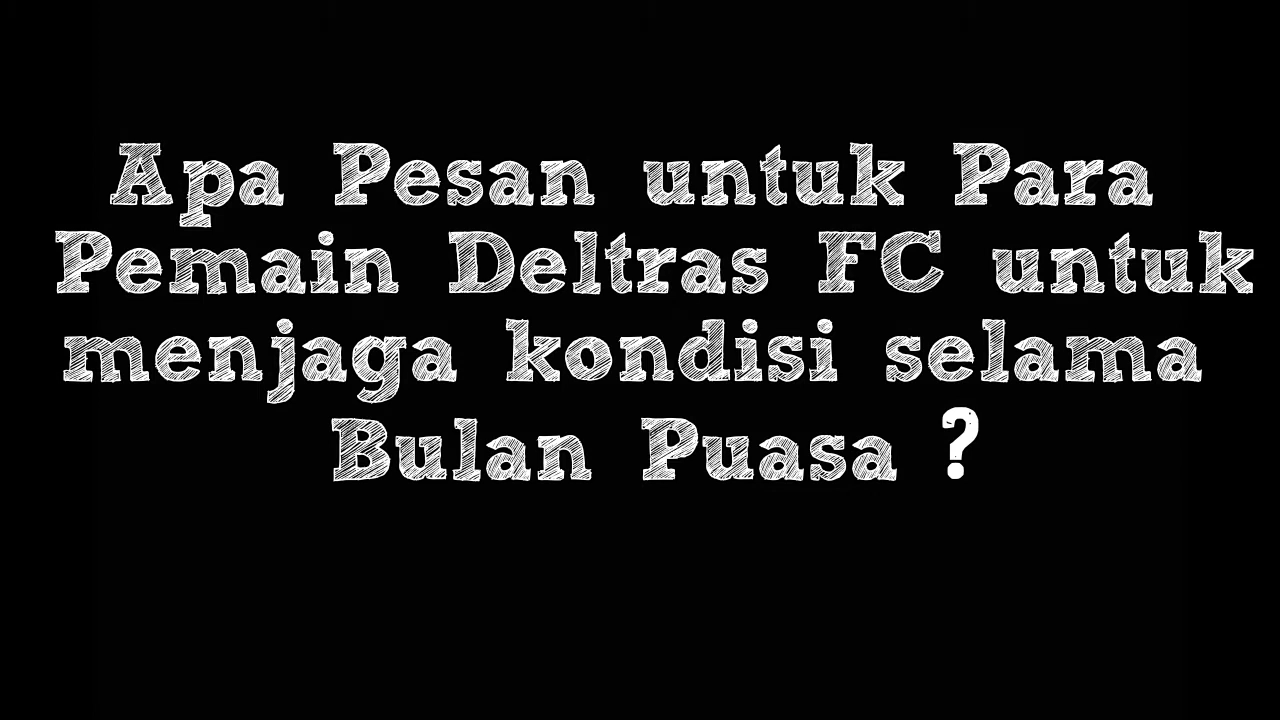 Apa Pesan untuk Para
Pemain Deltras FC untuk
menjaga kondisi selama
Bulan Puasa ?